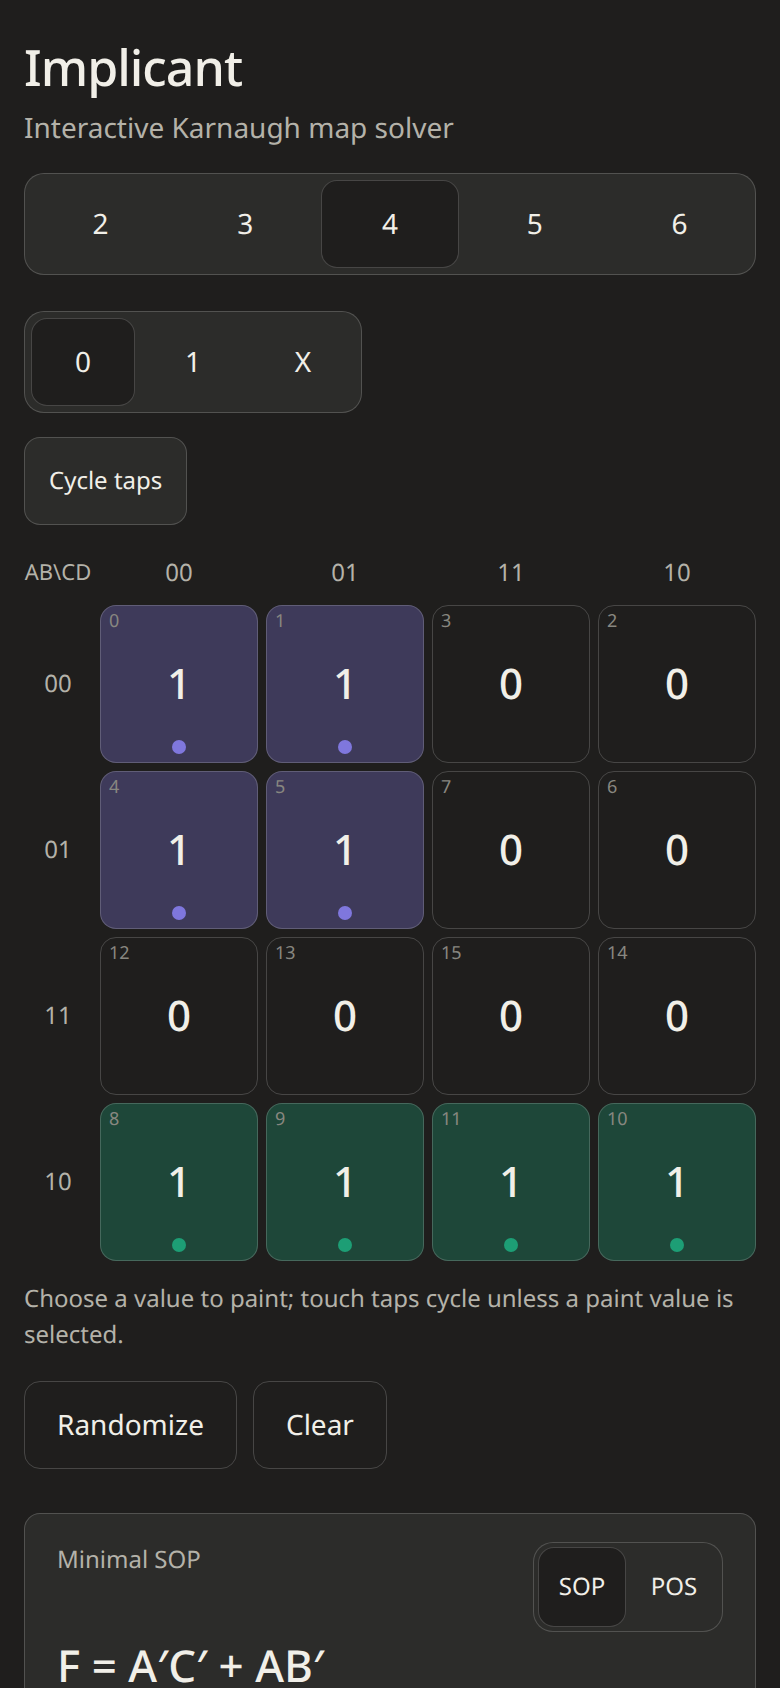 Implicant
Interactive Karnaugh map solver
2 3 4 5 6
0 1 X
Cycle taps
AB\CD 00 01 11 10
0 1 3 2
00 1 1 0 0
4 5 7 6
01 1 1 0 0
12 13 15 14
11 0 0 0 0
8 9 11 10
10 1 1 1 1
Choose a value to paint; touch taps cycle unless a paint value is
selected.
Randomize Clear
Minimal SOP SOP POS
F = A′C′ + AB′